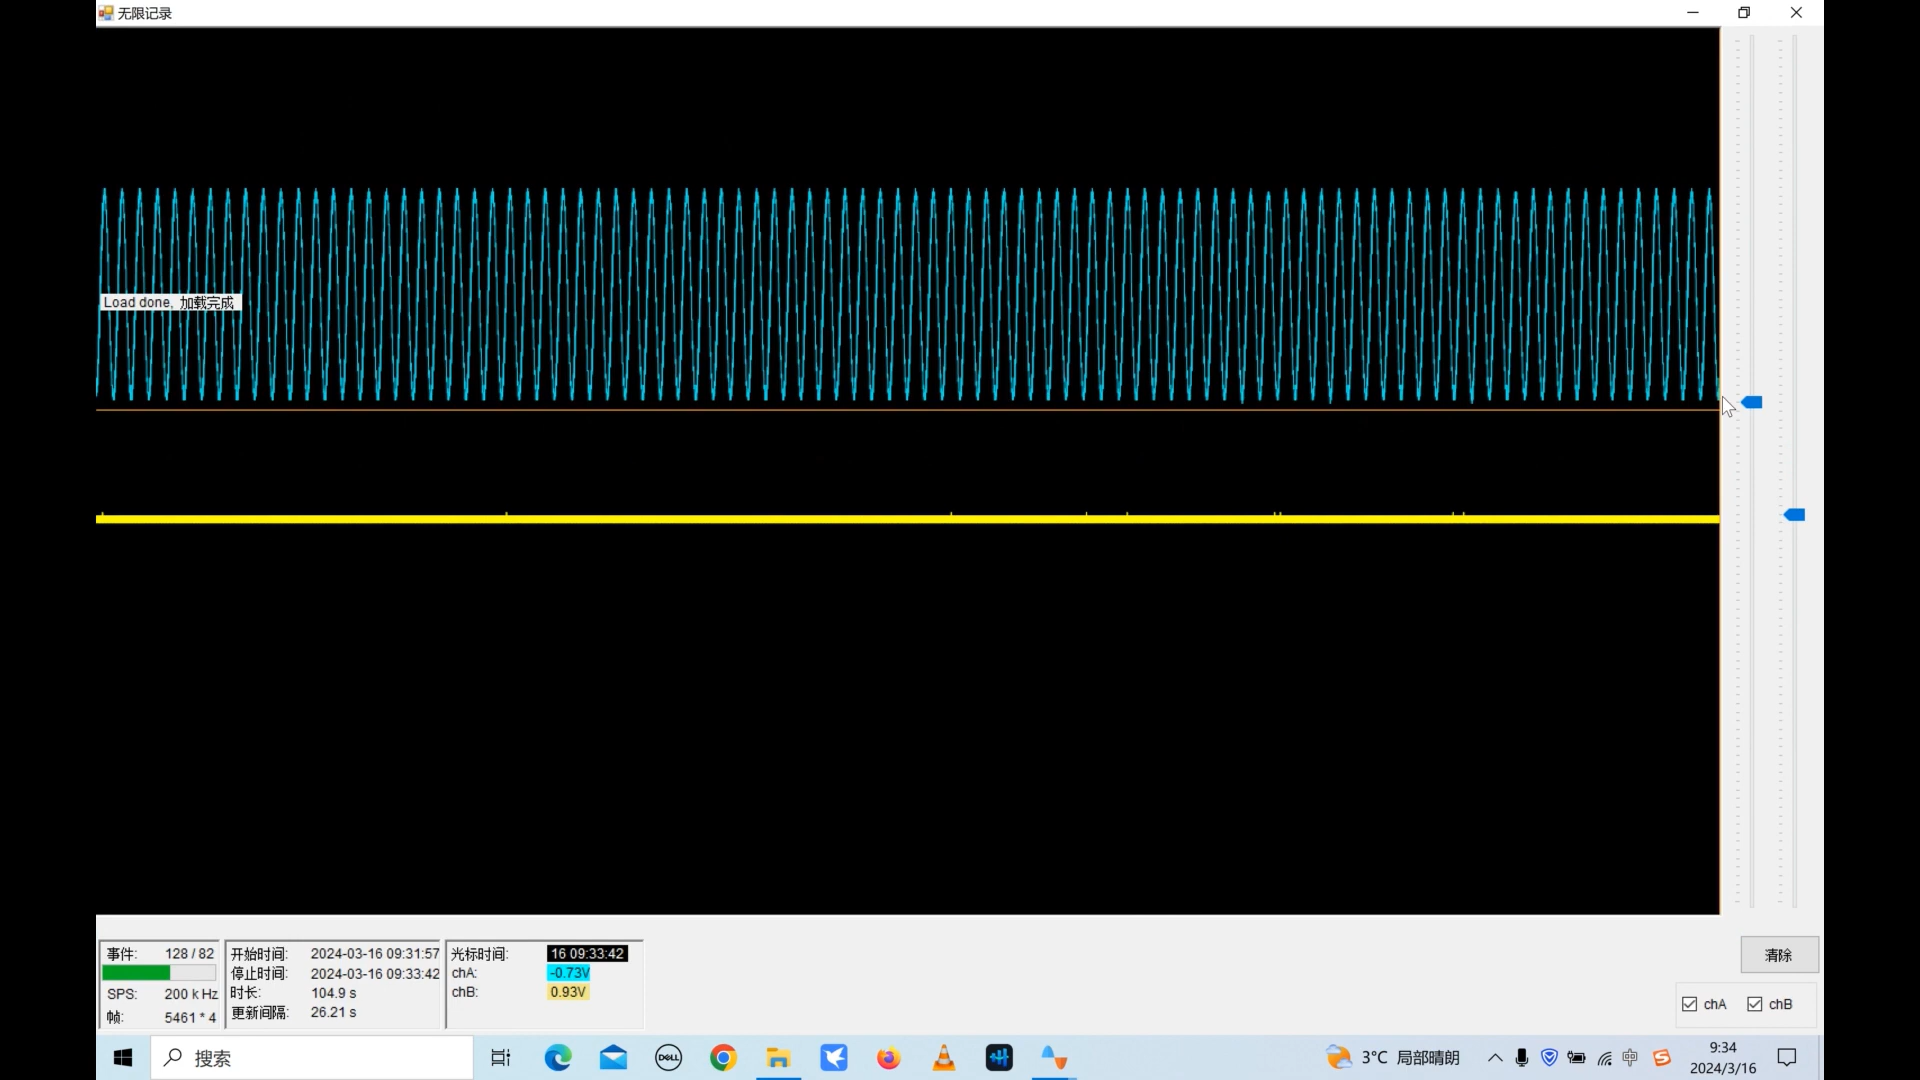 无限记录
Load done, 加载完成
事件: 128 / 82
SPS: 200 k Hz
帧: 5461 * 4
开始时间: 2024-03-16 09:31:57
停止时间: 2024-03-16 09:33:42
时长: 104.9 s
更新间隔: 26.21 s
光标时间: 16 09:33:42
chA: -0.73V
chB: 0.93V
清除
chA chB
搜索
DELL
3°C 局部晴朗
中
9:34
2024/3/16